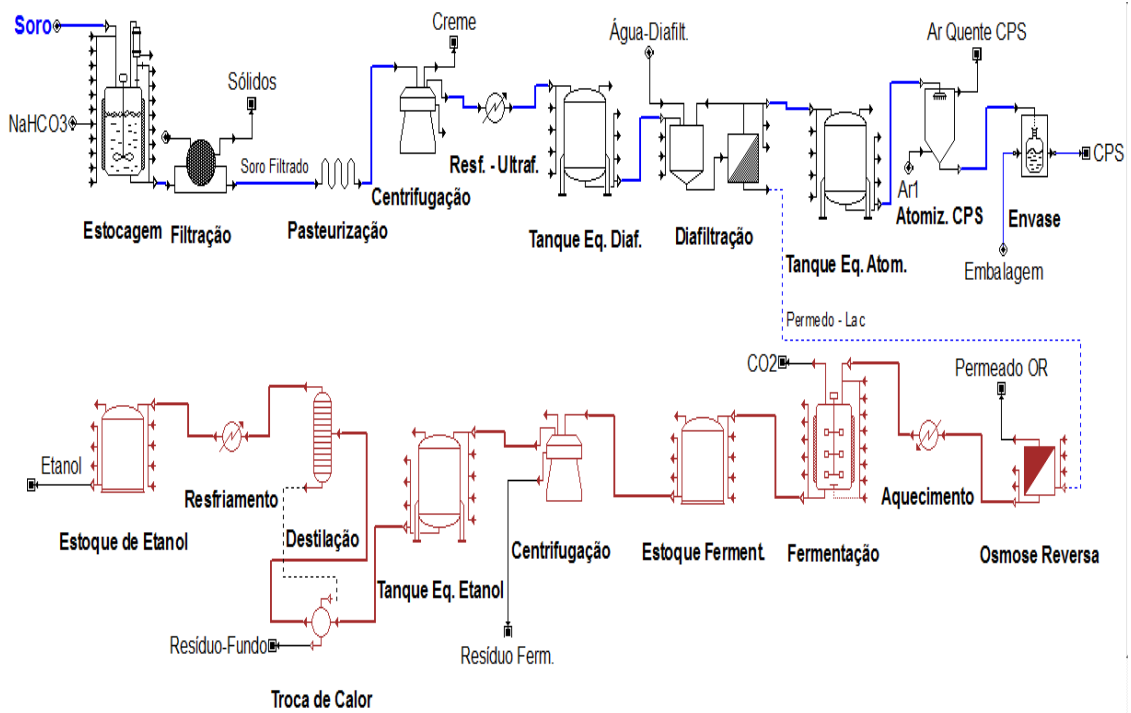 Soro
Creme
Água-Diafilt.
Ar Quente CPS
Sólidos
NaHCO3
Soro Filtrado
Resf. - Ultraf.
CPS
Ar1
Estocagem
Filtração
Pasteurização
Centrifugação
Tanque Eq. Diaf.
Diafiltração
Tanque Eq. Atom.
Atomiz. CPS
Envase
Embalagem
Permedo - Lac
CO2
Permeado OR
Etanol
Resfriamento
Aquecimento
Estoque de Etanol
Destilação
Tanque Eq. Etanol
Centrifugação
Estoque Ferment.
Fermentação
Osmose Reversa
Resíduo-Fundo
Resíduo Ferm.
Troca de Calor